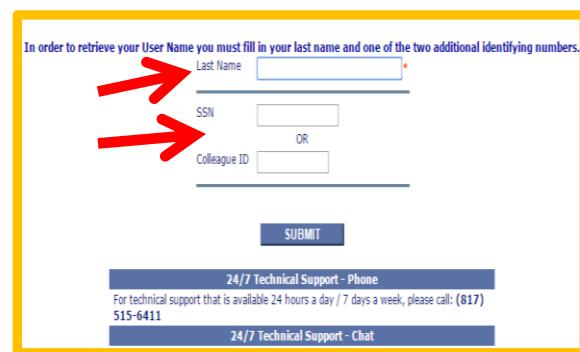 In order to retrieve your User Name you must fill in your last name and one of the two additional identifying numbers.
Last Name *
SSN
OR
Colleague ID
SUBMIT
24/7 Technical Support - Phone
For technical support that is available 24 hours a day / 7 days a week, please call: (817)
515-6411
24/7 Technical Support - Chat